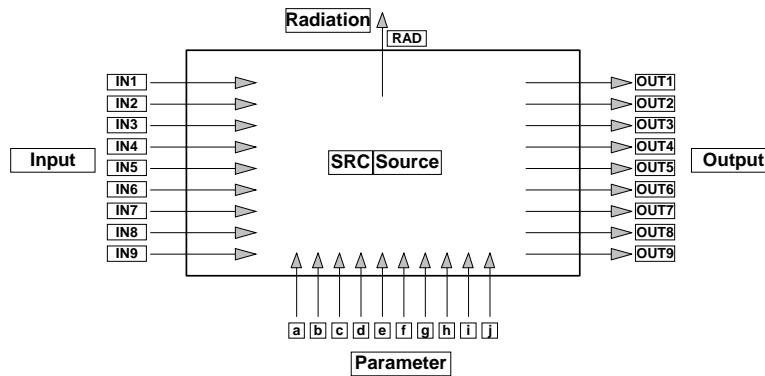 Radiation
RAD
IN1 OUT1
IN2 OUT2
IN3 OUT3
IN4 OUT4
Input SRC Source Output
IN5 OUT5
IN6 OUT6
IN7 OUT7
IN8 OUT8
IN9 OUT9
a b c d e f g h i j
Parameter